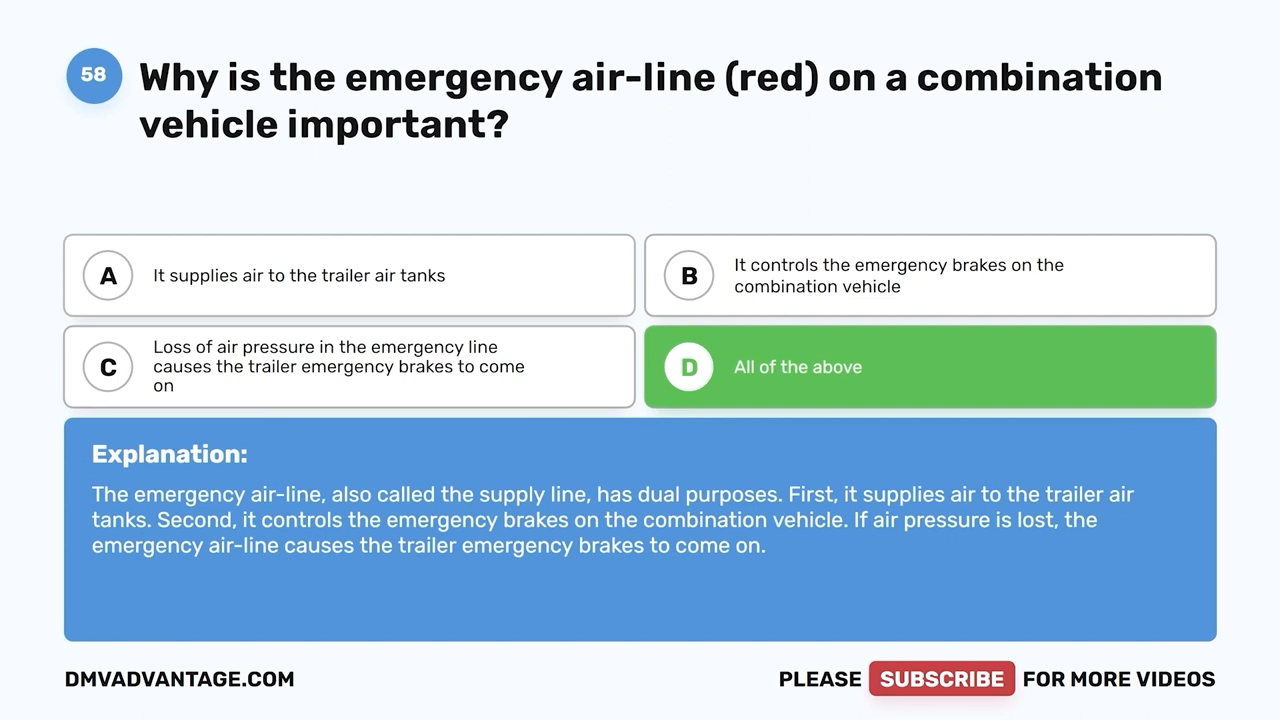 58
Why is the emergency air-line (red) on a combination
vehicle important?
A
It supplies air to the trailer air tanks
B
It controls the emergency brakes on the
combination vehicle
C
Loss of air pressure in the emergency line
causes the trailer emergency brakes to come
on
D
All of the above
Explanation:
The emergency air-line, also called the supply line, has dual purposes. First, it supplies air to the trailer air
tanks. Second, it controls the emergency brakes on the combination vehicle. If air pressure is lost, the
emergency air-line causes the trailer emergency brakes to come on.
DMVADVANTAGE.COM
PLEASE SUBSCRIBE FOR MORE VIDEOS